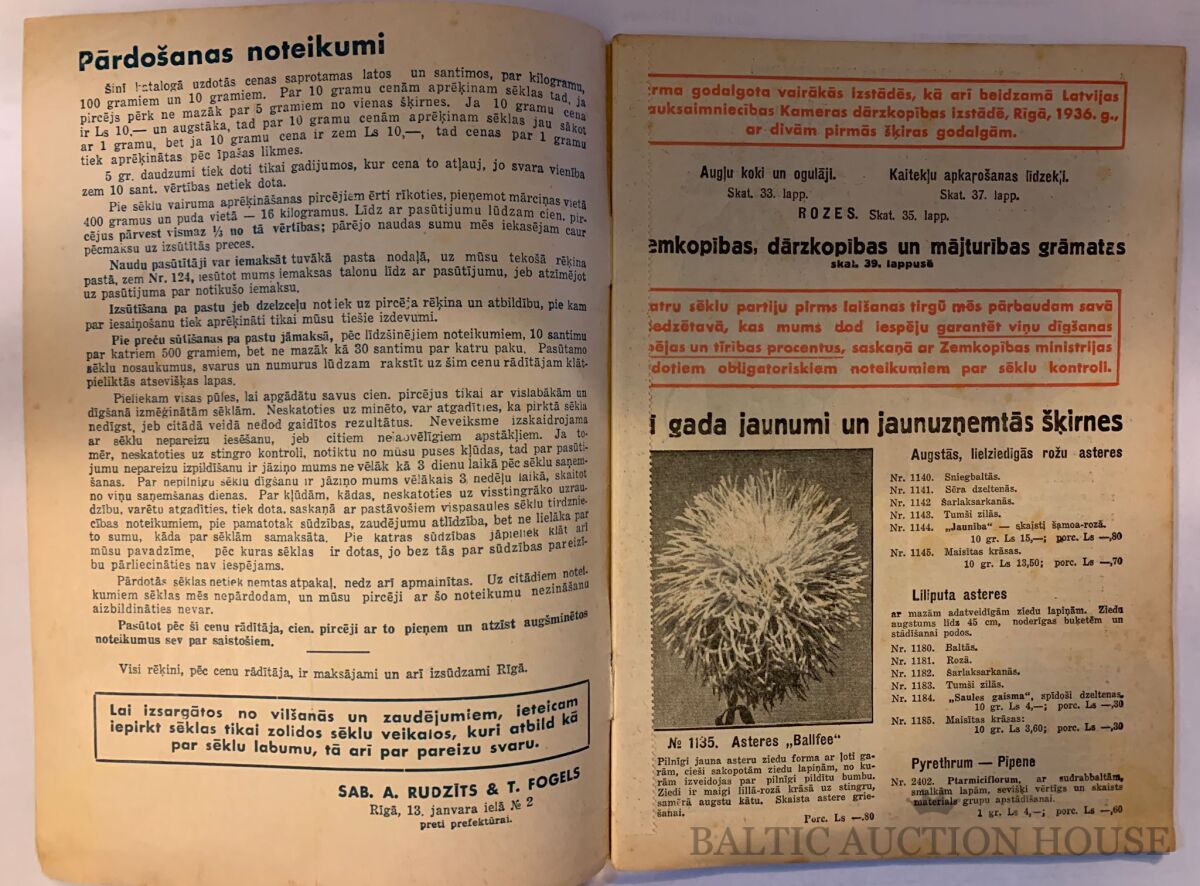 Pārdošanas noteikumi
Šinī katalogā uzdotās cenas saprotamas latos un santimos, par kilogramu,
100 gramiem un 10 gramiem. Par 10 gramu cenām aprēķinam sēklas tad, ja
pircējs pērk ne mazāk par 5 gramiem no vienas šķirnes. Ja 10 gramu cena
ir Ls 10,— un augstāka, tad par 10 gramu cenām aprēķinam sēklas jau sākot
ar 1 gramu, bet ja 10 gramu cena ir zem Ls 10,—, tad cenas par 1 gramu
tiek aprēķinātas pēc īpašas likmes.
5 gr. daudzumi tiek doti tikai gadijumos, kur cena to atļauj, jo svara vienība
zem 10 sant. vērtības netiek dota.
Pie sēklu vairuma aprēķināšanas pircējiem ērti rīkoties, pieņemot mārciņas vietā
400 gramus un puda vietā — 16 kilogramus. Līdz ar pasūtījumu lūdzam cien. pir-
cējus pārvest vismaz ⅓ no tā vērtības; pārējo naudas sumu mēs iekasējam caur
pēcmaksu uz izsūtītās preces.
Naudu pasūtītāji var iemaksāt tuvākā pasta nodaļā, uz mūsu tekošā rēķina
pastā, zem Nr. 124, iesūtot mums iemaksas talonu līdz ar pasūtījumu, jeb atzīmējot
uz pasūtījuma par notikušo iemaksu.
Izsūtīšana pa pastu jeb dzelzceļu notiek uz pircēja rēķina un atbildību, pie kam
par iesaiņošanu tiek aprēķināti tikai mūsu tiešie izdevumi.
Pie preču sūtīšanas pa pastu jāmaksā, pēc līdzšinējiem noteikumiem, 10 santimu
par katriem 500 gramiem, bet ne mazāk kā 30 santimu par katru paku. Pasūtamo
sēklu nosaukumus, svarus un numurus lūdzam rakstīt uz šim cenu rādītājam klāt-
pieliktās atsevišķas lapas.
Pieliekam visas pūles, lai apgādātu savus cien. pircējus tikai ar vislabākām un
dīgšanā izmēģinātām sēklām. Neskatoties uz minēto, var atgadīties, ka pirktā sēkla
nedīgst, jeb citādā veidā nedod gaidītos rezultātus. Neveiksme izskaidrojama
ar sēklu nepareizu iesēšanu, jeb citiem nelabvēlīgiem apstākļiem. Ja to-
mēr, neskatoties uz stingro kontroli, notiktu no mūsu puses kļūdas, tad par pasūtī-
jumu nepareizu izpildīšanu ir jāziņo mums ne vēlāk kā 3 dienu laikā pēc sēklu saņem-
šanas. Par nepilnīgu sēklu dīgšanu ir jāziņo mums vēlākais 3 nedēļu laikā, skaitot
no viņu saņemšanas dienas. Par kļūdām, kādas, neskatoties uz visstingrāko uzrau-
dzību, varētu atgadīties, tiek dota, saskaņā ar pastāvošiem vispasaules sēklu tirdznie-
cības noteikumiem, pie pamatotak sūdzības, zaudējumu atlīdzība, bet ne lielāka par
to sumu, kāda par sēklām samaksāta. Pie katras sūdzības jāpieliek klāt arī
mūsu pavadzīme, pēc kuras sēklas ir dotas, jo bez tās par sūdzības pareizī-
bu pārliecināties nav iespējams.
Pārdotās sēklas netiek ņemtas atpakaļ, nedz arī apmainītas. Uz citādiem notei-
kumiem sēklas mēs nepārdodam, un mūsu pircēji ar šo noteikumu nezināšanu
aizbildināties nevar.
Pasūtot pēc šī cenu rādītāja, cien. pircēji ar to pieņem un atzīst augšminētos
noteikumus sev par saistošiem.
Visi rēķini, pēc cenu rādītāja, ir maksājami un arī izsūdzami Rīgā.
Lai izsargātos no vilšanās un zaudējumiem, ieteicam
iepirkt sēklas tikai zolidos sēklu veikalos, kuri atbild kā
par sēklu labumu, tā arī par pareizu svaru.
SAB. A. RUDZĪTS & T. FOGELS
Rīgā, 13. janvara ielā № 2
preti prefektūrai.
rma godalgota vairākās izstādēs, kā arī beidzamā Latvijas
auksaimniecības Kameras dārzkopības izstādē, Rīgā, 1936. g.,
ar divām pirmās šķiras godalgām.
Augļu koki un ogulāji.
Skat. 33. lapp.
Kaitekļu apkaŗošanas līdzekļi.
Skat. 37. lapp.
ROZES. Skat. 35. lapp.
emkopības, dārzkopības un mājturības grāmatas
skat. 39. lappusē
atru sēklu partiju pirms laišanas tirgū mēs pārbaudam savā
iedzētavā, kas mums dod iespēju garantēt viņu dīgšanas
pējas un tīrības procentus, saskaņā ar Zemkopības ministrijas
dotiem obligatoriskiem noteikumiem par sēklu kontroli.
ī gada jaunumi un jaunuzņemtās šķirnes
№ 1135. Asteres „Ballfee“
Pilnīgi jauna asteru ziedu forma ar ļoti ga-
rām, cieši sakopotām ziedu lapiņām, no ku-
rām izveidojas par pilnīgi pildītu bumbu.
Ziedi ir maigi lillā-rozā krāsā uz stingru,
samērā augstu kātu. Skaista astere grie-
šanai.
Porc. Ls —.80
Augstās, lielziedīgās rožu asteres
Nr. 1140. Sniegbaltās.
Nr. 1141. Sēra dzeltenās.
Nr. 1142 Šarlaksarkanās.
Nr. 1143. Tumši zilās.
Nr. 1144. „Jauniba“ — skaisti šamoa-rozā.
10 gr. Ls 15,—; porc. Ls —,80
Nr. 1145. Maisītas krāsas.
10 gr. Ls 13,50; porc. Ls —,70
Liliputa asteres
ar mazām adatveidīgām ziedu lapiņām. Ziedu
augstums līdz 45 cm, noderīgas buķetēm un
stādīšanai podos.
Nr. 1180. Baltās.
Nr. 1181. Rozā.
Nr. 1182. Šarlaksarkanās.
Nr. 1183. Tumši zilās.
Nr. 1184. „Saules gaisma“, spīdoši dzeltenas,
10 gr. Ls 4,—; porc. Ls —,30
Nr. 1185. Maisītas krāsas:
10 gr. Ls 3,60; porc. Ls —,30
Pyrethrum — Pīpene
Nr. 2402. Ptarmiciflorum, ar sudrabbaltām,
smalkām lapām, sevišķi vērtīgs un skaists
materials grupu apstādīšanai.
1 gr. Ls 4,—; porc. Ls —,60
BALTIC AUCTION HOUSE